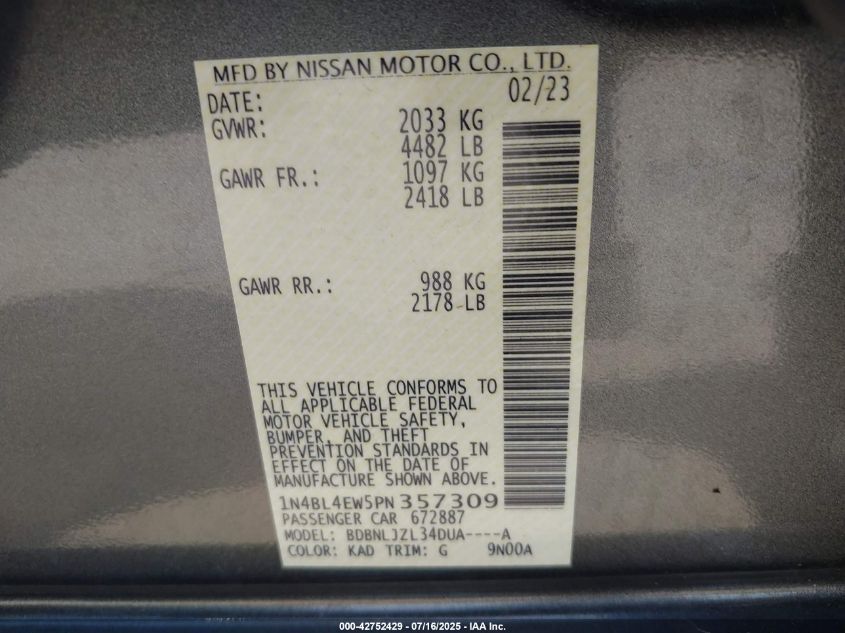 MFD BY NISSAN MOTOR CO., LTD.
DATE: 02/23
GVWR: 2033 KG
4482 LB
GAWR FR.: 1097 KG
2418 LB
GAWR RR.: 988 KG
2178 LB
THIS VEHICLE CONFORMS TO
ALL APPLICABLE FEDERAL
MOTOR VEHICLE SAFETY,
BUMPER, AND THEFT
PREVENTION STANDARDS IN
EFFECT ON THE DATE OF
MANUFACTURE SHOWN ABOVE.
1N4BL4EW5PN357309
PASSENGER CAR 672887
MODEL: BDBNLJZL34DUA----A
COLOR: KAD TRIM: G 9N00A
000-42752429 - 07/16/2025 - IAA Inc.